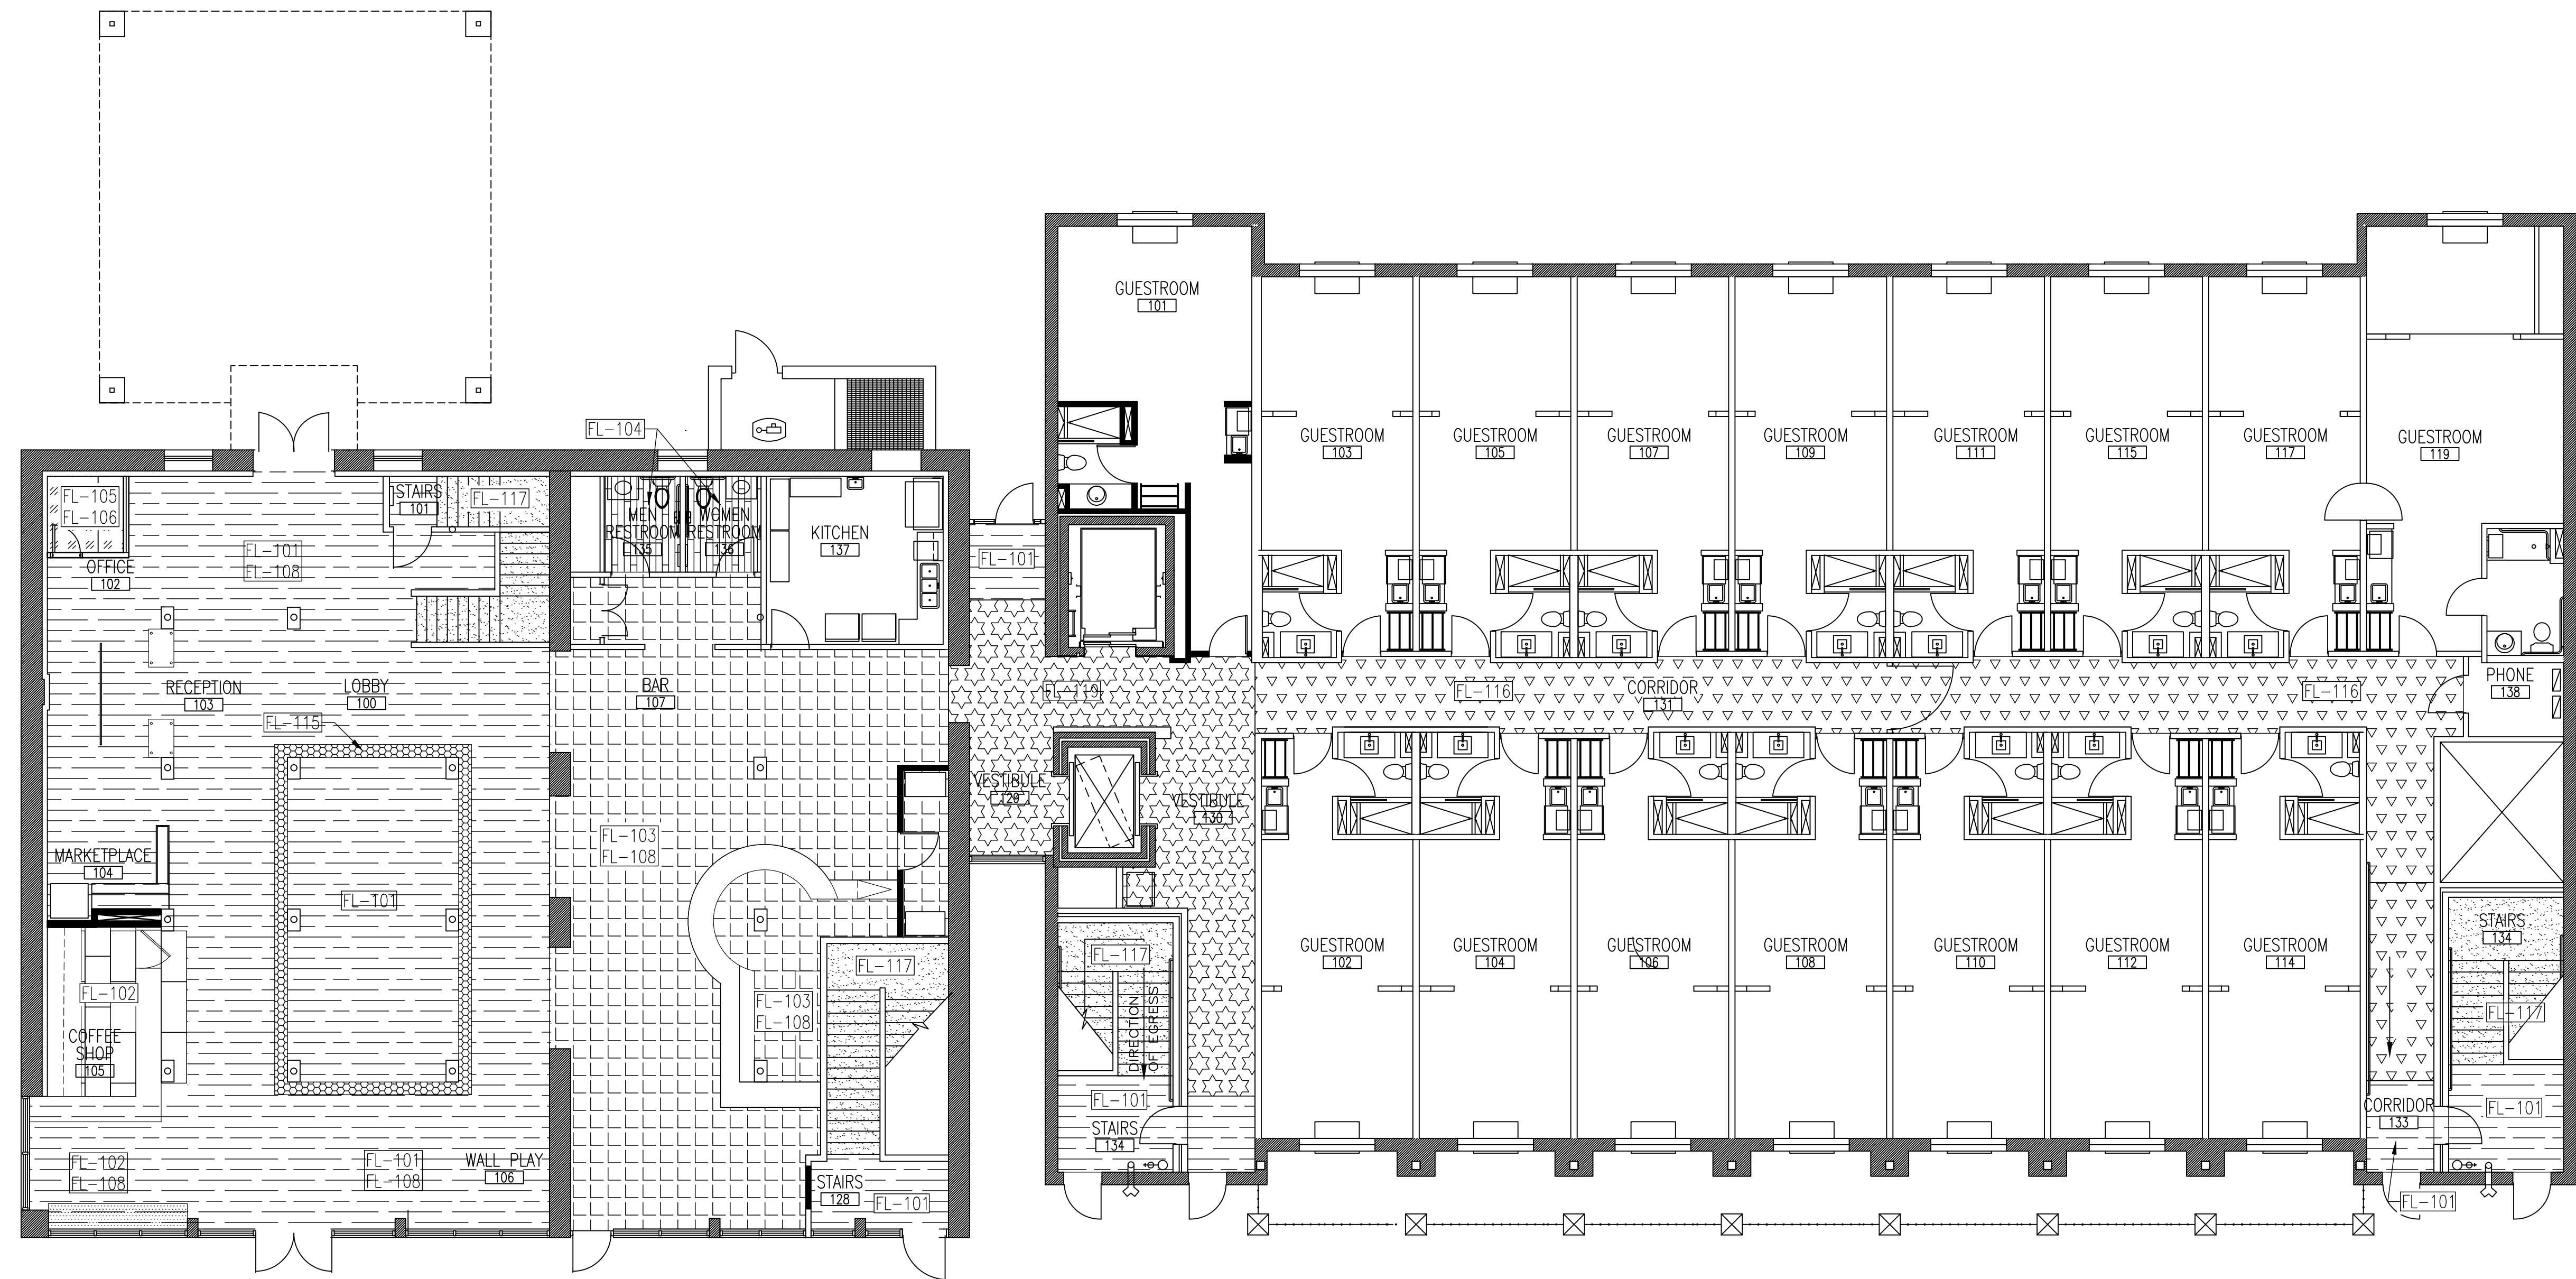 GUESTROOM
101
FL-104
GUESTROOM
103
GUESTROOM
105
GUESTROOM
107
GUESTROOM
109
GUESTROOM
111
GUESTROOM
115
GUESTROOM
117
GUESTROOM
119
FL-105
FL-106
STAIRS
101
FL-117
MEN
RESTROOM
135
WOMEN
RESTROOM
136
KITCHEN
137
OFFICE
102
FL-101
FL-108
FL-101
RECEPTION
103
LOBBY
100
FL-115
BAR
107
FL-110
FL-116
CORRIDOR
131
FL-116
PHONE
138
VESTIBULE
129
VESTIBULE
130
MARKETPLACE
104
FL-103
FL-108
FL-101
FL-102
COFFEE
SHOP
105
FL-117
FL-103
FL-108
FL-117
DIRECTION
OF EGRESS
GUESTROOM
102
GUESTROOM
104
GUESTROOM
106
GUESTROOM
108
GUESTROOM
110
GUESTROOM
112
GUESTROOM
114
STAIRS
134
FL-117
FL-101
STAIRS
134
CORRIDOR
133
FL-101
FL-102
FL-108
FL-101
FL-108
WALL PLAY
106
STAIRS
128
FL-101
FL-101